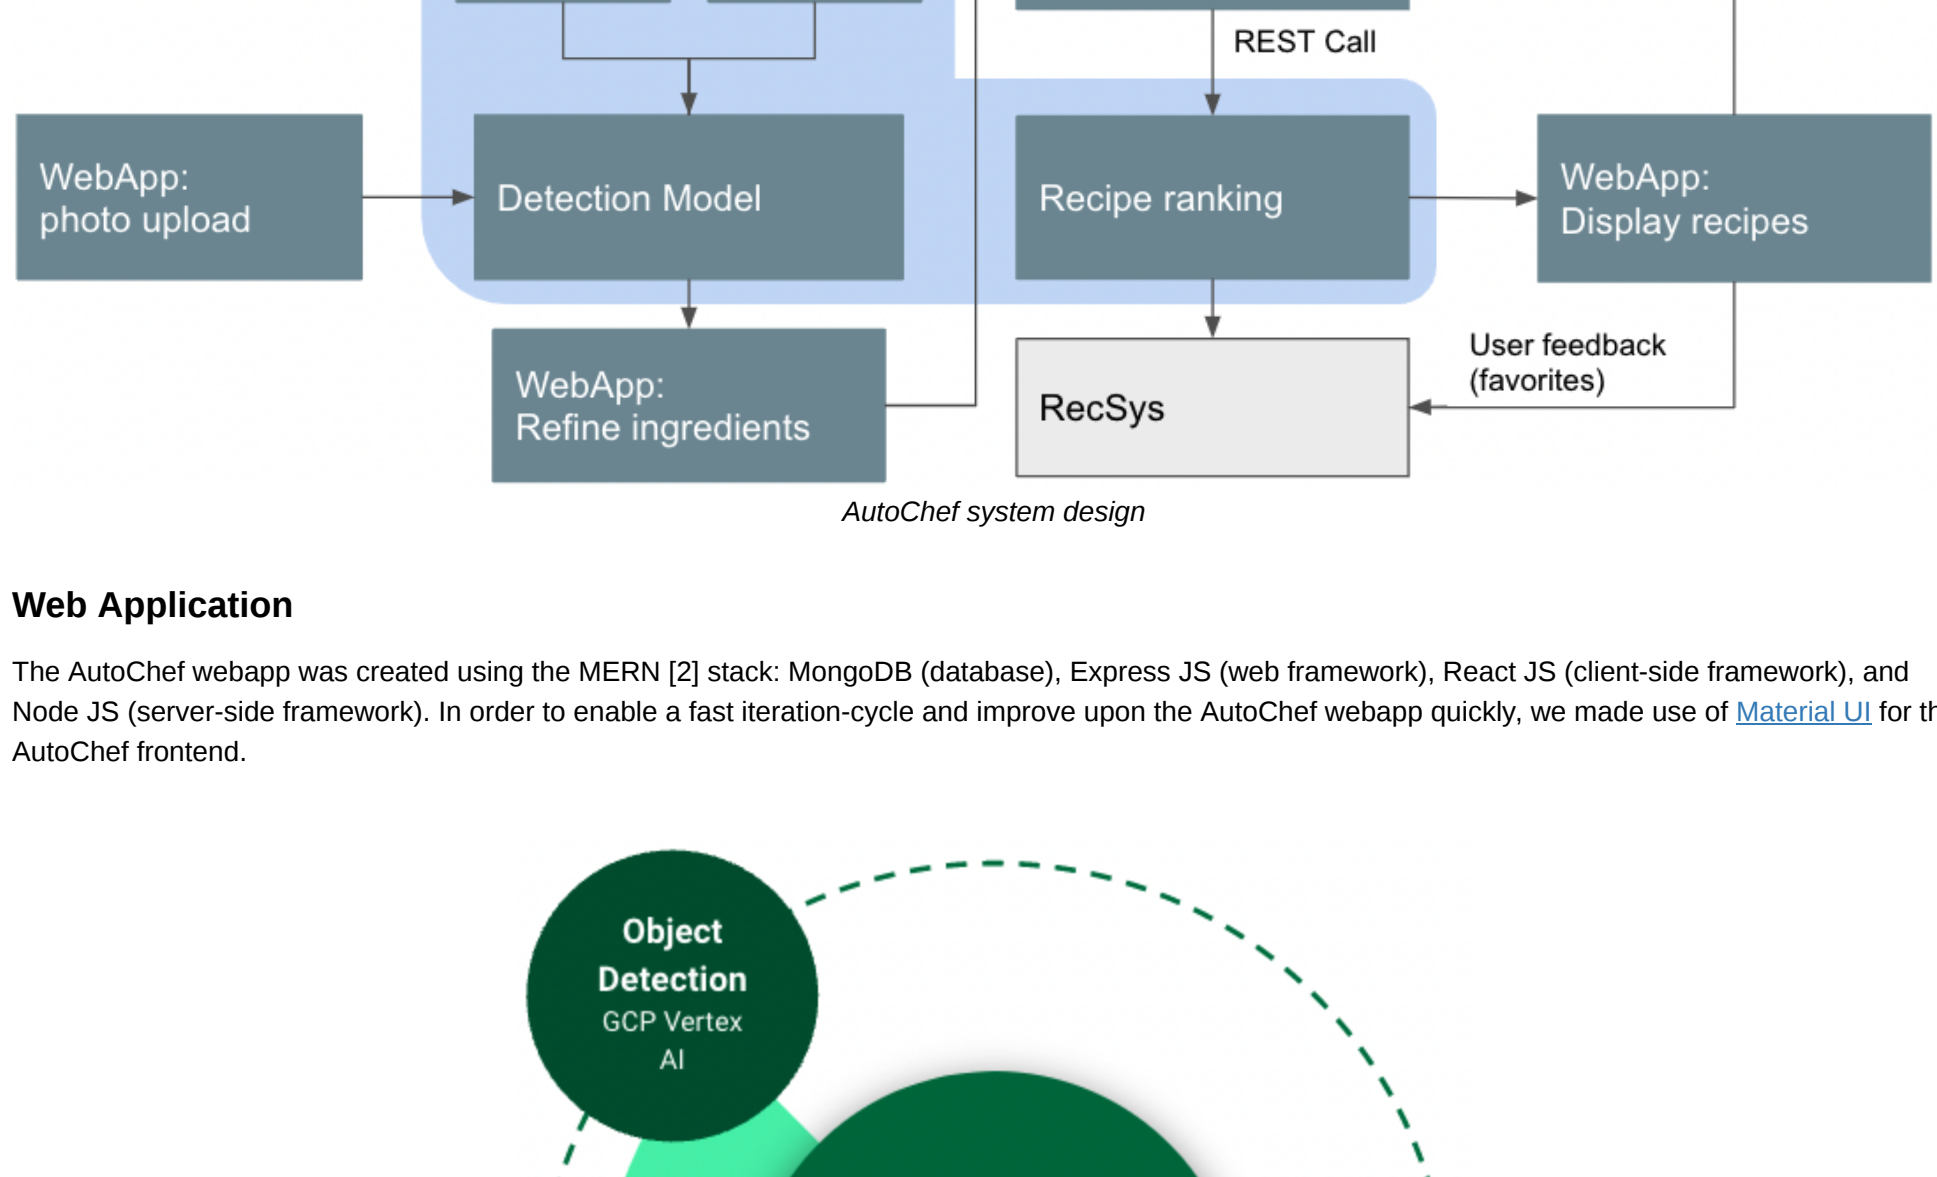 REST Call
WebApp:
photo upload
Detection Model
Recipe ranking
WebApp:
Display recipes
WebApp:
Refine ingredients
RecSys
User feedback
(favorites)
AutoChef system design
Web Application
The AutoChef webapp was created using the MERN [2] stack: MongoDB (database), Express JS (web framework), React JS (client-side framework), and
Node JS (server-side framework). In order to enable a fast iteration-cycle and improve upon the AutoChef webapp quickly, we made use of Material UI for th
AutoChef frontend.
Object
Detection
GCP Vertex
AI